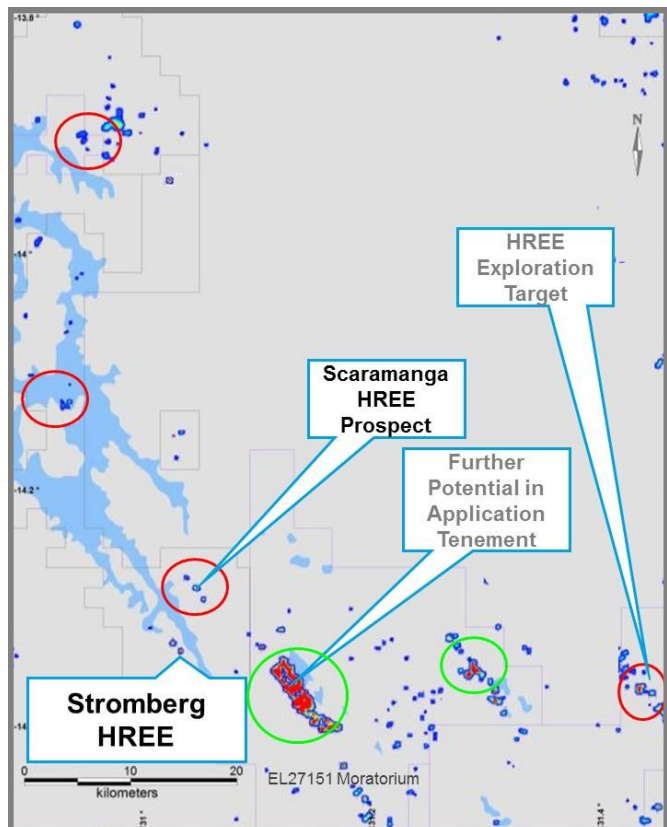 -13.8 °
N
HREE
Exploration
Target
-14 °
Scaramanga
HREE
Prospect
Further
Potential in
Application
Tenement
-14.2 °
Stromberg
HREE
0 10 20
kilometers
EL27151 Moratorium
131 °
131.4 °